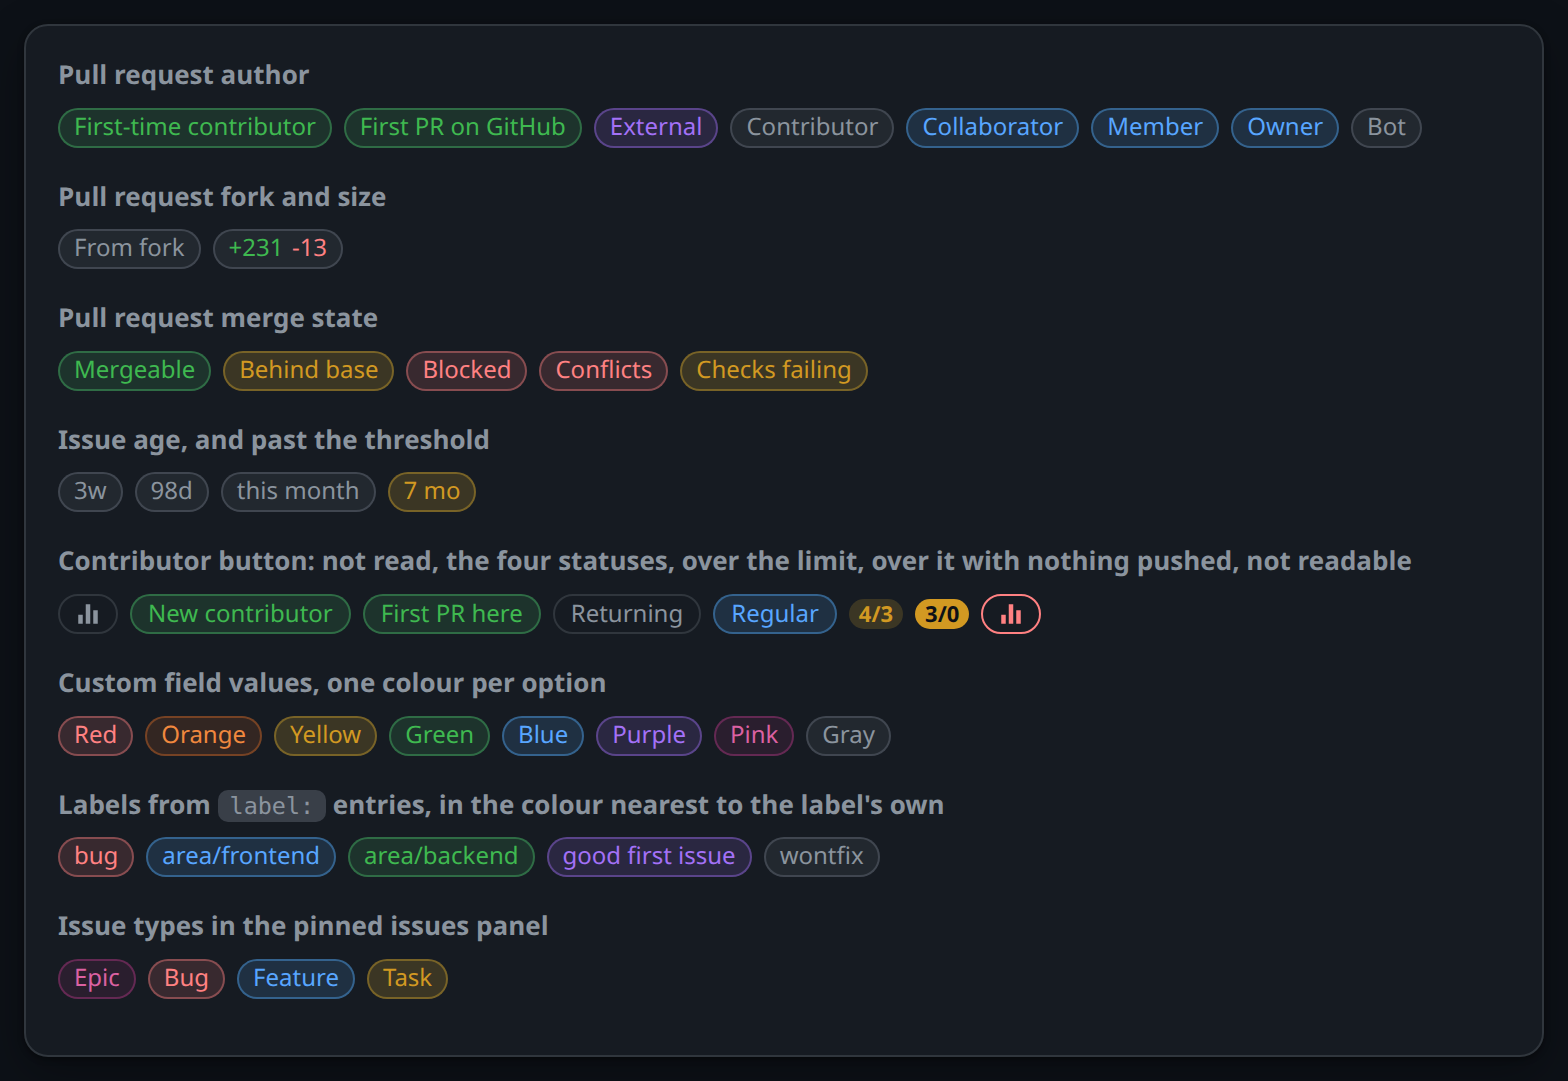 Pull request author
First-time contributor First PR on GitHub External Contributor Collaborator Member Owner Bot
Pull request fork and size
From fork +231 -13
Pull request merge state
Mergeable Behind base Blocked Conflicts Checks failing
Issue age, and past the threshold
3w 98d this month 7 mo
Contributor button: not read, the four statuses, over the limit, over it with nothing pushed, not readable
New contributor First PR here Returning Regular 4/3 3/0
Custom field values, one colour per option
Red Orange Yellow Green Blue Purple Pink Gray
Labels from label: entries, in the colour nearest to the label's own
bug area/frontend area/backend good first issue wontfix
Issue types in the pinned issues panel
Epic Bug Feature Task